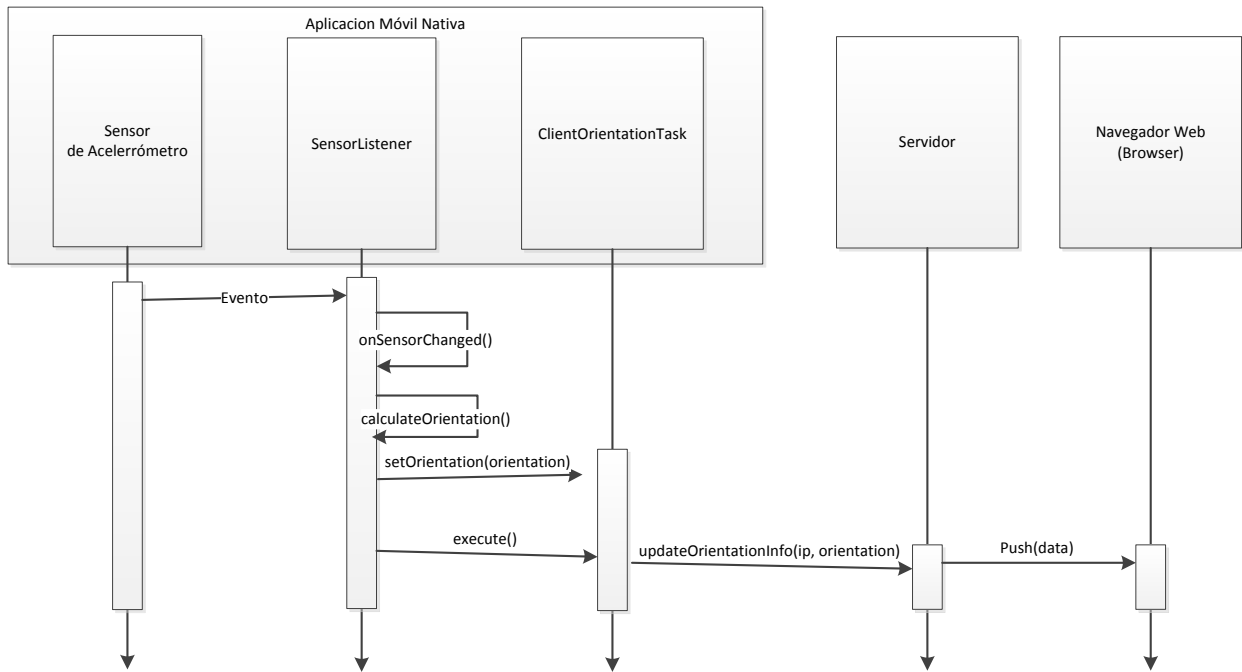 Aplicacion Móvil Nativa
Sensor
de Acelerrómetro
SensorListener
ClientOrientationTask
Servidor
Navegador Web
(Browser)
Evento
onSensorChanged()
calculateOrientation()
setOrientation(orientation)
execute()
updateOrientationInfo(ip, orientation)
Push(data)